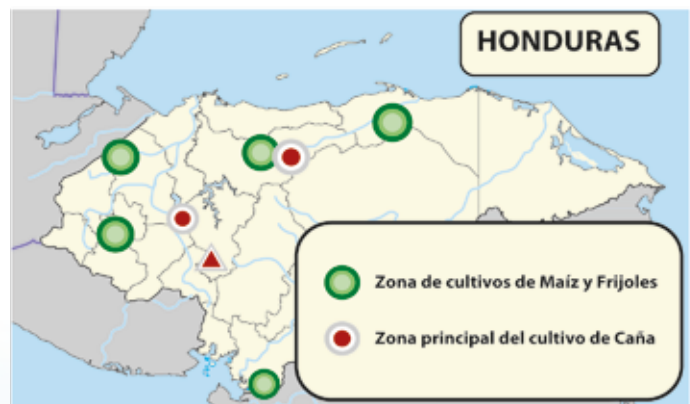 HONDURAS
Zona de cultivos de Maíz y Frijoles
Zona principal del cultivo de Caña